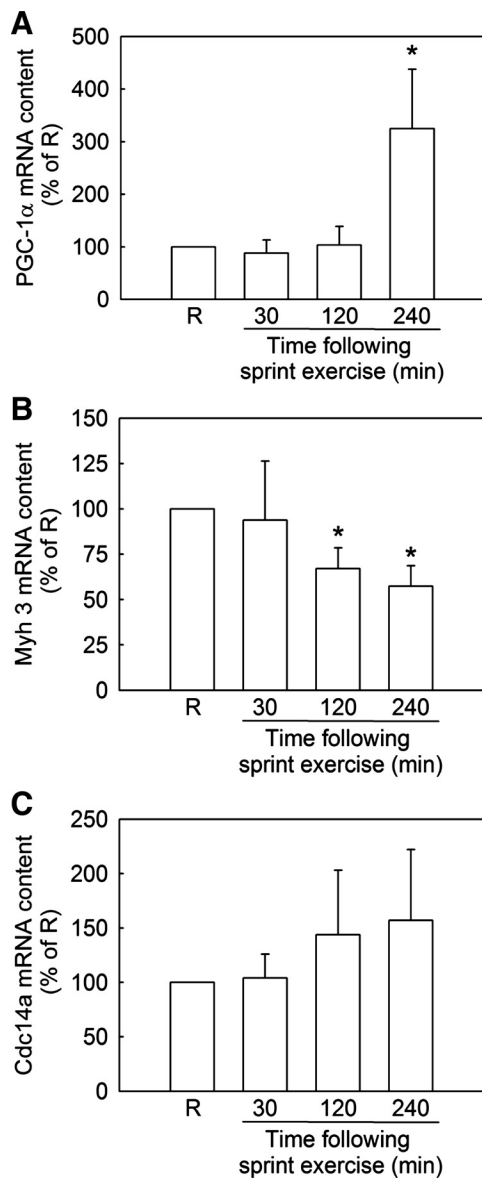 A
PGC-1α mRNA content
(% of R)
500
400
300
200
100
0
*
R
30
120
240
Time following
sprint exercise (min)
B
Myh 3 mRNA content
(% of R)
150
125
100
75
50
25
0
*
*
R
30
120
240
Time following
sprint exercise (min)
C
Cdc14a mRNA content
(% of R)
250
200
150
100
50
0
R
30
120
240
Time following
sprint exercise (min)